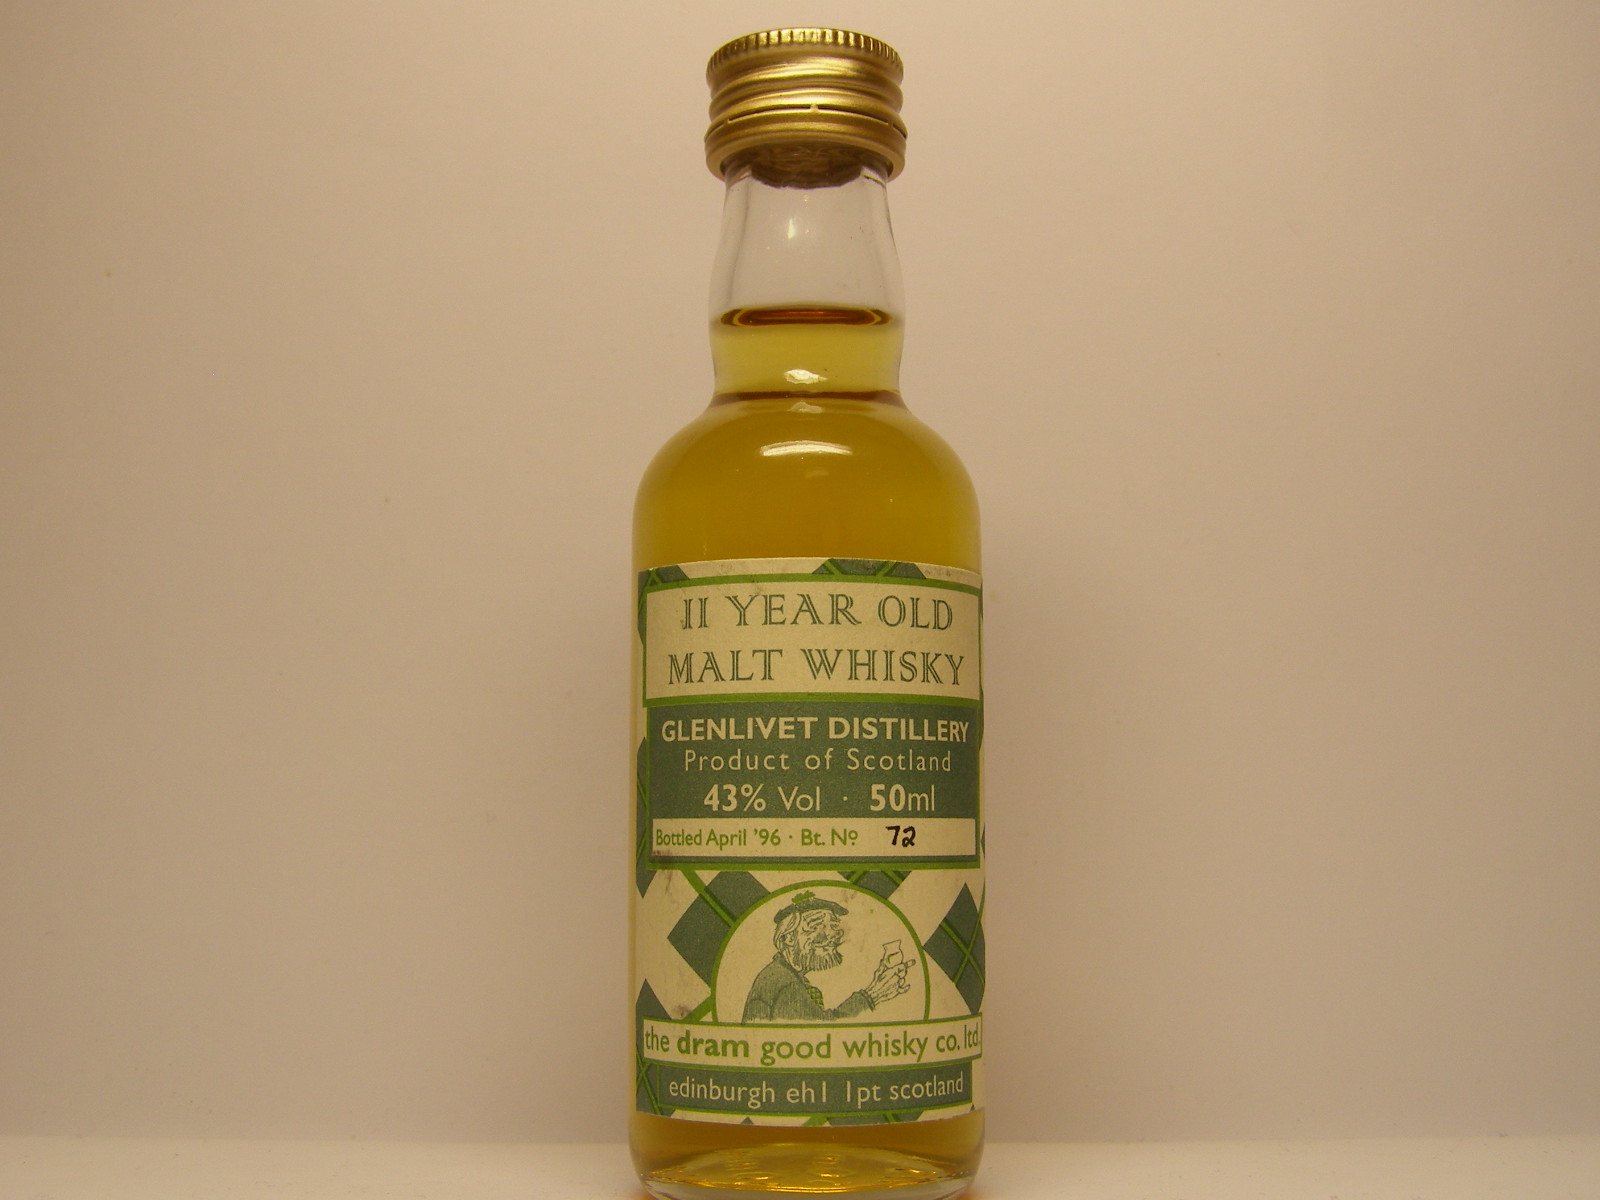 11 YEAR OLD
MALT WHISKY
GLENLIVET DISTILLERY
Product of Scotland
43% Vol · 50ml
Bottled April '96 · Bt. Nº 72
the dram good whisky co. ltd.
edinburgh eh1 1pt scotland